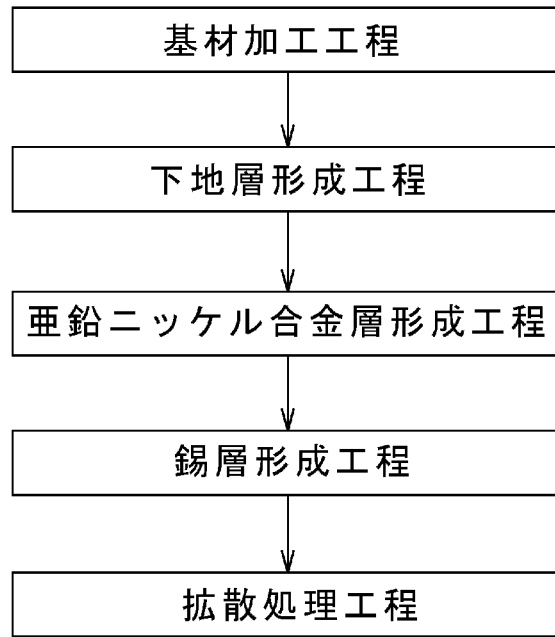 基材加工工程
下地層形成工程
亜鉛ニッケル合金層形成工程
錫層形成工程
拡散処理工程